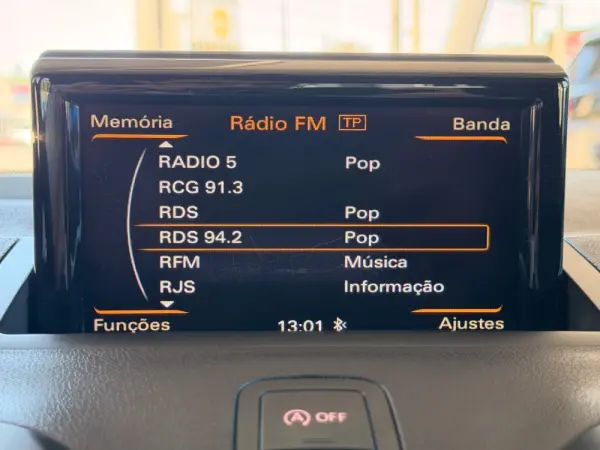 Memória Rádio FM TP Banda
RADIO 5 Pop
RCG 91.3
RDS Pop
RDS 94.2 Pop
RFM Música
RJS Informação
Funções 13:01 Ajustes
A OFF